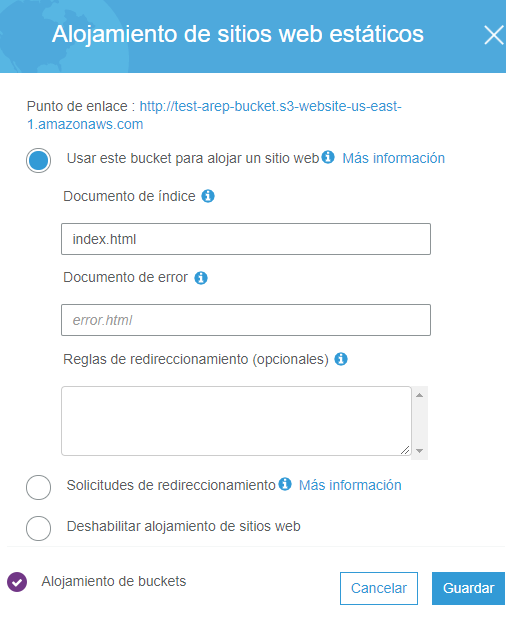 Alojamiento de sitios web estáticos
Punto de enlace : http://test-arep-bucket.s3-website-us-east-
1.amazonaws.com
Usar este bucket para alojar un sitio web Más información
Documento de índice
index.html
Documento de error
error.html
Reglas de redireccionamiento (opcionales)
Solicitudes de redireccionamiento Más información
Deshabilitar alojamiento de sitios web
Alojamiento de buckets
Cancelar
Guardar